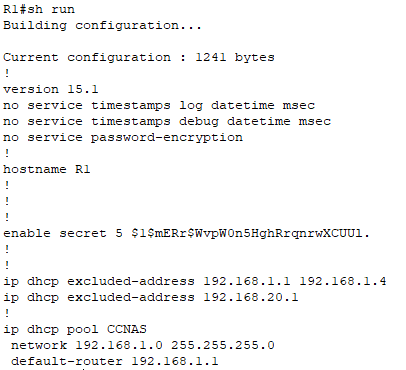 R1#sh run
Building configuration...
Current configuration : 1241 bytes
!
version 15.1
no service timestamps log datetime msec
no service timestamps debug datetime msec
no service password-encryption
!
hostname R1
!
!
!
enable secret 5 $1$mERr$WvpW0n5HghRrqnrwXCUU1.
!
!
ip dhcp excluded-address 192.168.1.1 192.168.1.4
ip dhcp excluded-address 192.168.20.1
!
ip dhcp pool CCNAS
network 192.168.1.0 255.255.255.0
default-router 192.168.1.1